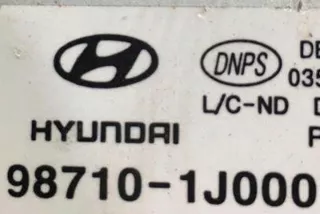 DNPS
DE
035
L/C-ND
HYUNDAI
98710-1J000